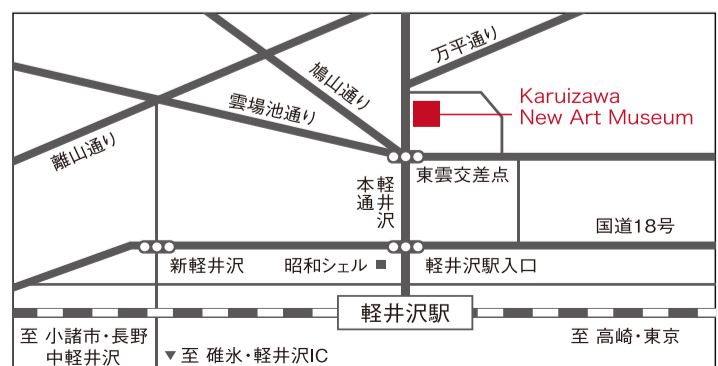 万平通り
鳩山通り
Karuizawa
New Art Museum
雲場池通り
離山通り
東雲交差点
軽井沢
本通
国道18号
新軽井沢
昭和シェル
軽井沢駅入口
軽井沢駅
至 小諸市・長野
中軽井沢
至 高崎・東京
▼至 碓氷・軽井沢IC